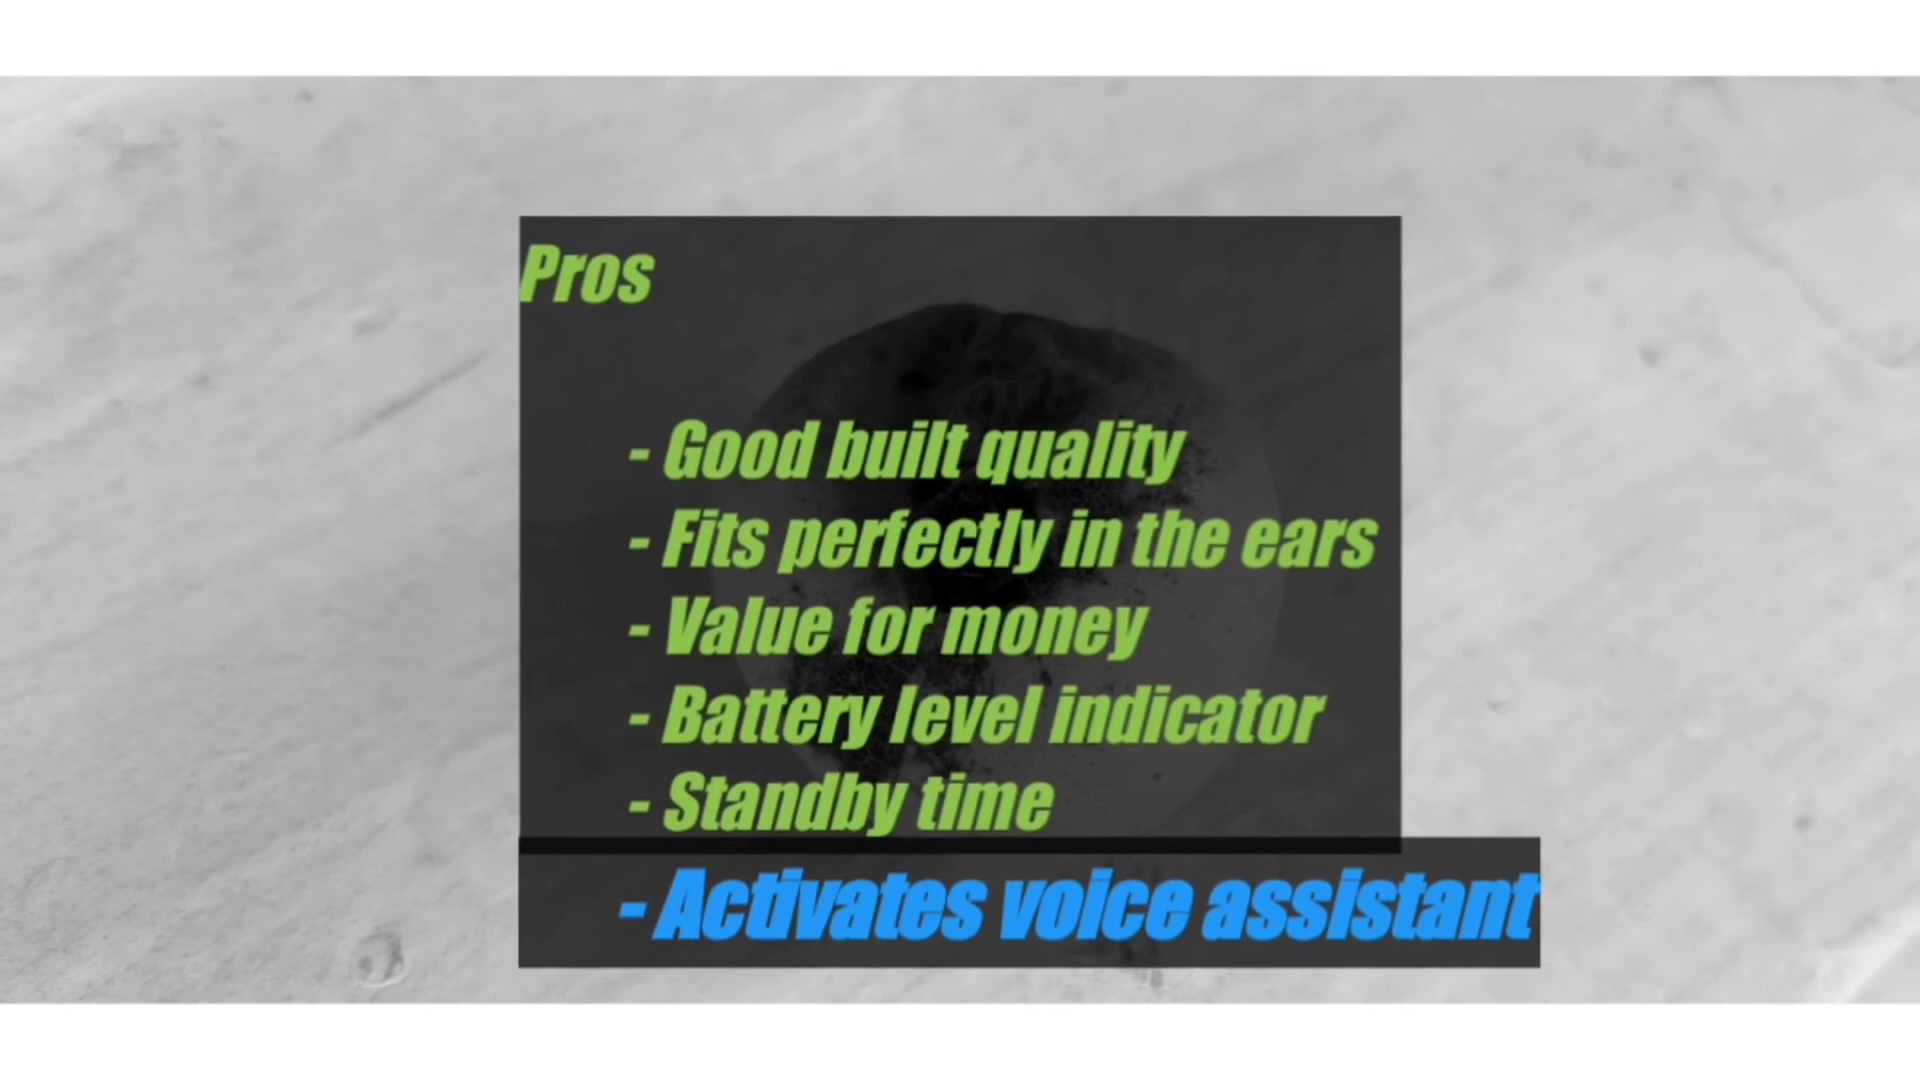 Pros
- Good built quality
- Fits perfectly in the ears
- Value for money
- Battery level indicator
- Standby time
- Activates voice assistant